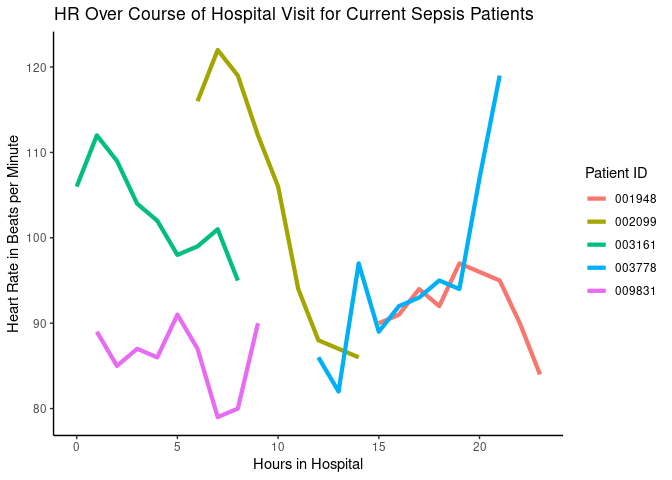 HR Over Course of Hospital Visit for Current Sepsis Patients
Heart Rate in Beats per Minute
120
110
100
90
80
0 5 10 15 20
Hours in Hospital
Patient ID
001948
002099
003161
003778
009831